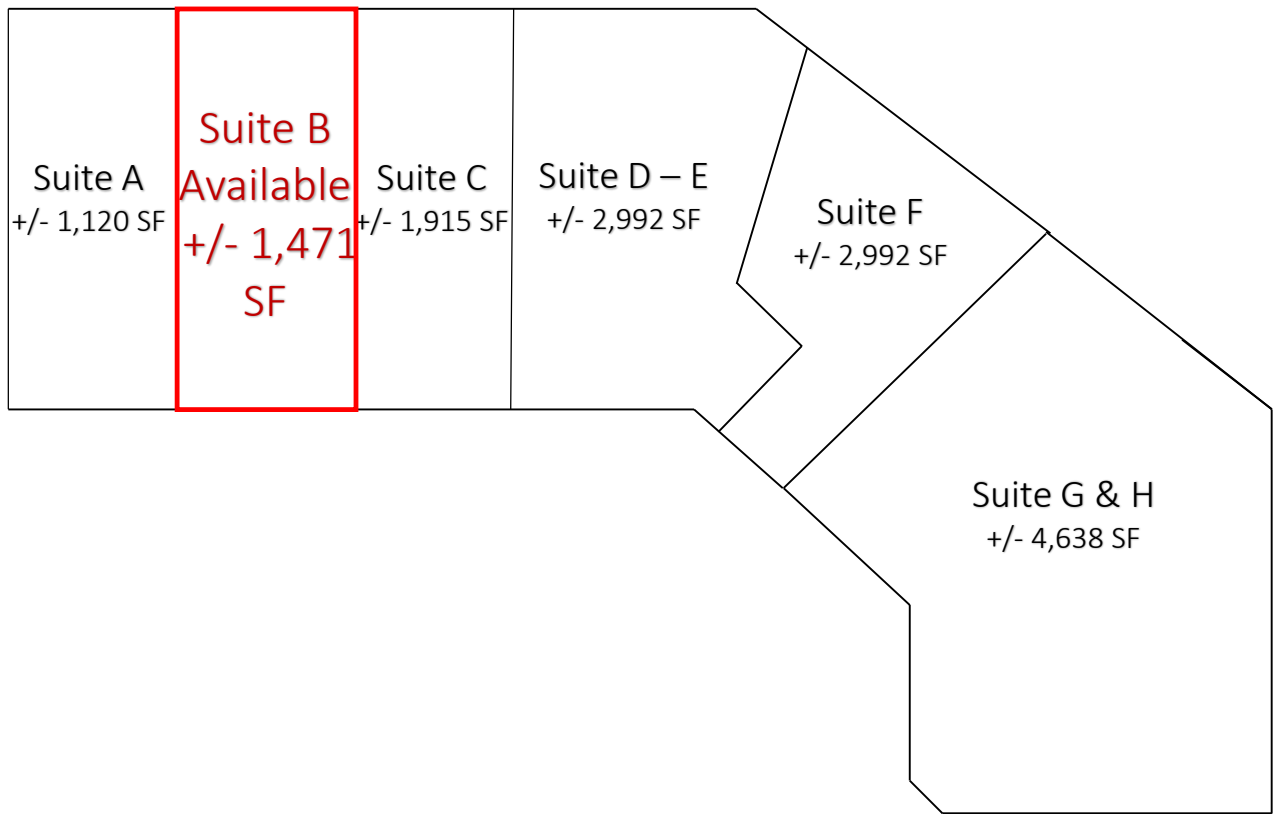 Suite A
+/- 1,120 SF
Suite B
Available
+/- 1,471
SF
Suite C
+/- 1,915 SF
Suite D – E
+/- 2,992 SF
Suite F
+/- 2,992 SF
Suite G & H
+/- 4,638 SF